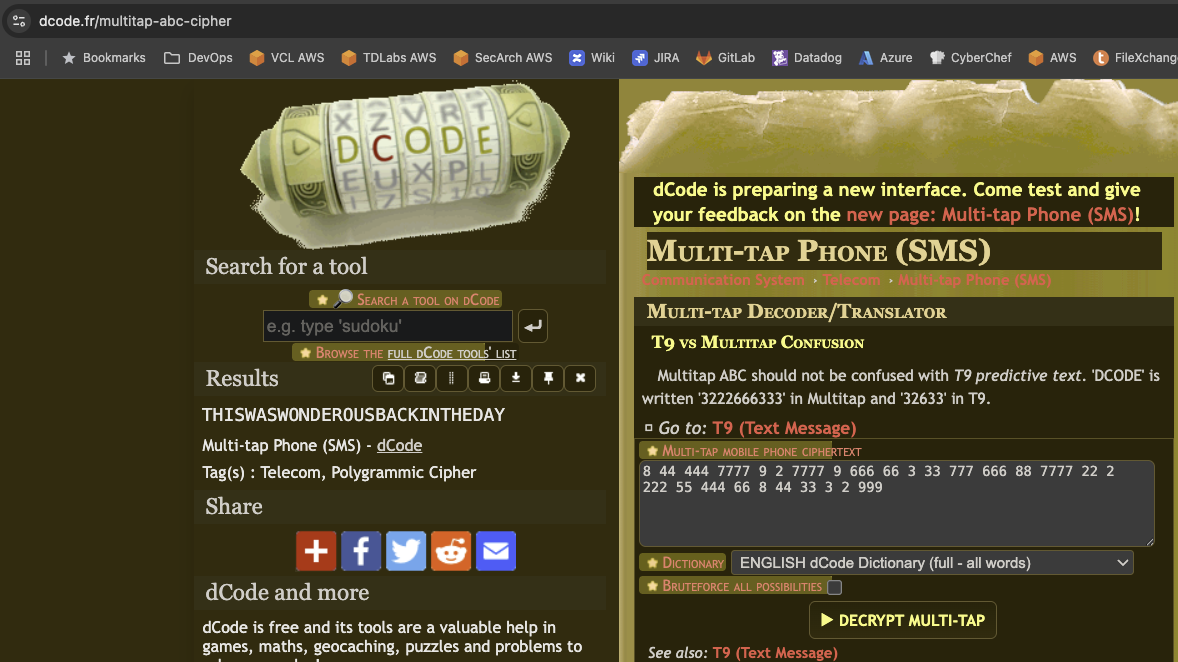 dcode.fr/multitap-abc-cipher
Bookmarks DevOps VCL AWS TDLabs AWS SecArch AWS Wiki JIRA GitLab Datadog Azure CyberChef AWS FileXchang
DCODE
Search for a tool
Search a tool on dCode
e.g. type 'sudoku'
Browse the full dCode tools' list
Results
THISWASWONDEROUSBACKINTHEDAY
Multi-tap Phone (SMS) - dCode
Tag(s) : Telecom, Polygrammic Cipher
Share
dCode and more
dCode is free and its tools are a valuable help in
games, maths, geocaching, puzzles and problems to
dCode is preparing a new interface. Come test and give
your feedback on the new page: Multi-tap Phone (SMS)!
Multi-tap Phone (SMS)
Communication System › Telecom › Multi-tap Phone (SMS)
Multi-tap Decoder/Translator
T9 vs Multitap Confusion
Multitap ABC should not be confused with T9 predictive text. 'DCODE' is
written '3222666333' in Multitap and '32633' in T9.
Go to: T9 (Text Message)
Multi-tap mobile phone ciphertext
8 44 444 7777 9 2 7777 9 666 66 3 33 777 666 88 7777 22 2
222 55 444 66 8 44 33 3 2 999
Dictionary ENGLISH dCode Dictionary (full - all words)
Bruteforce all possibilities
▶ DECRYPT MULTI-TAP
See also: T9 (Text Message)